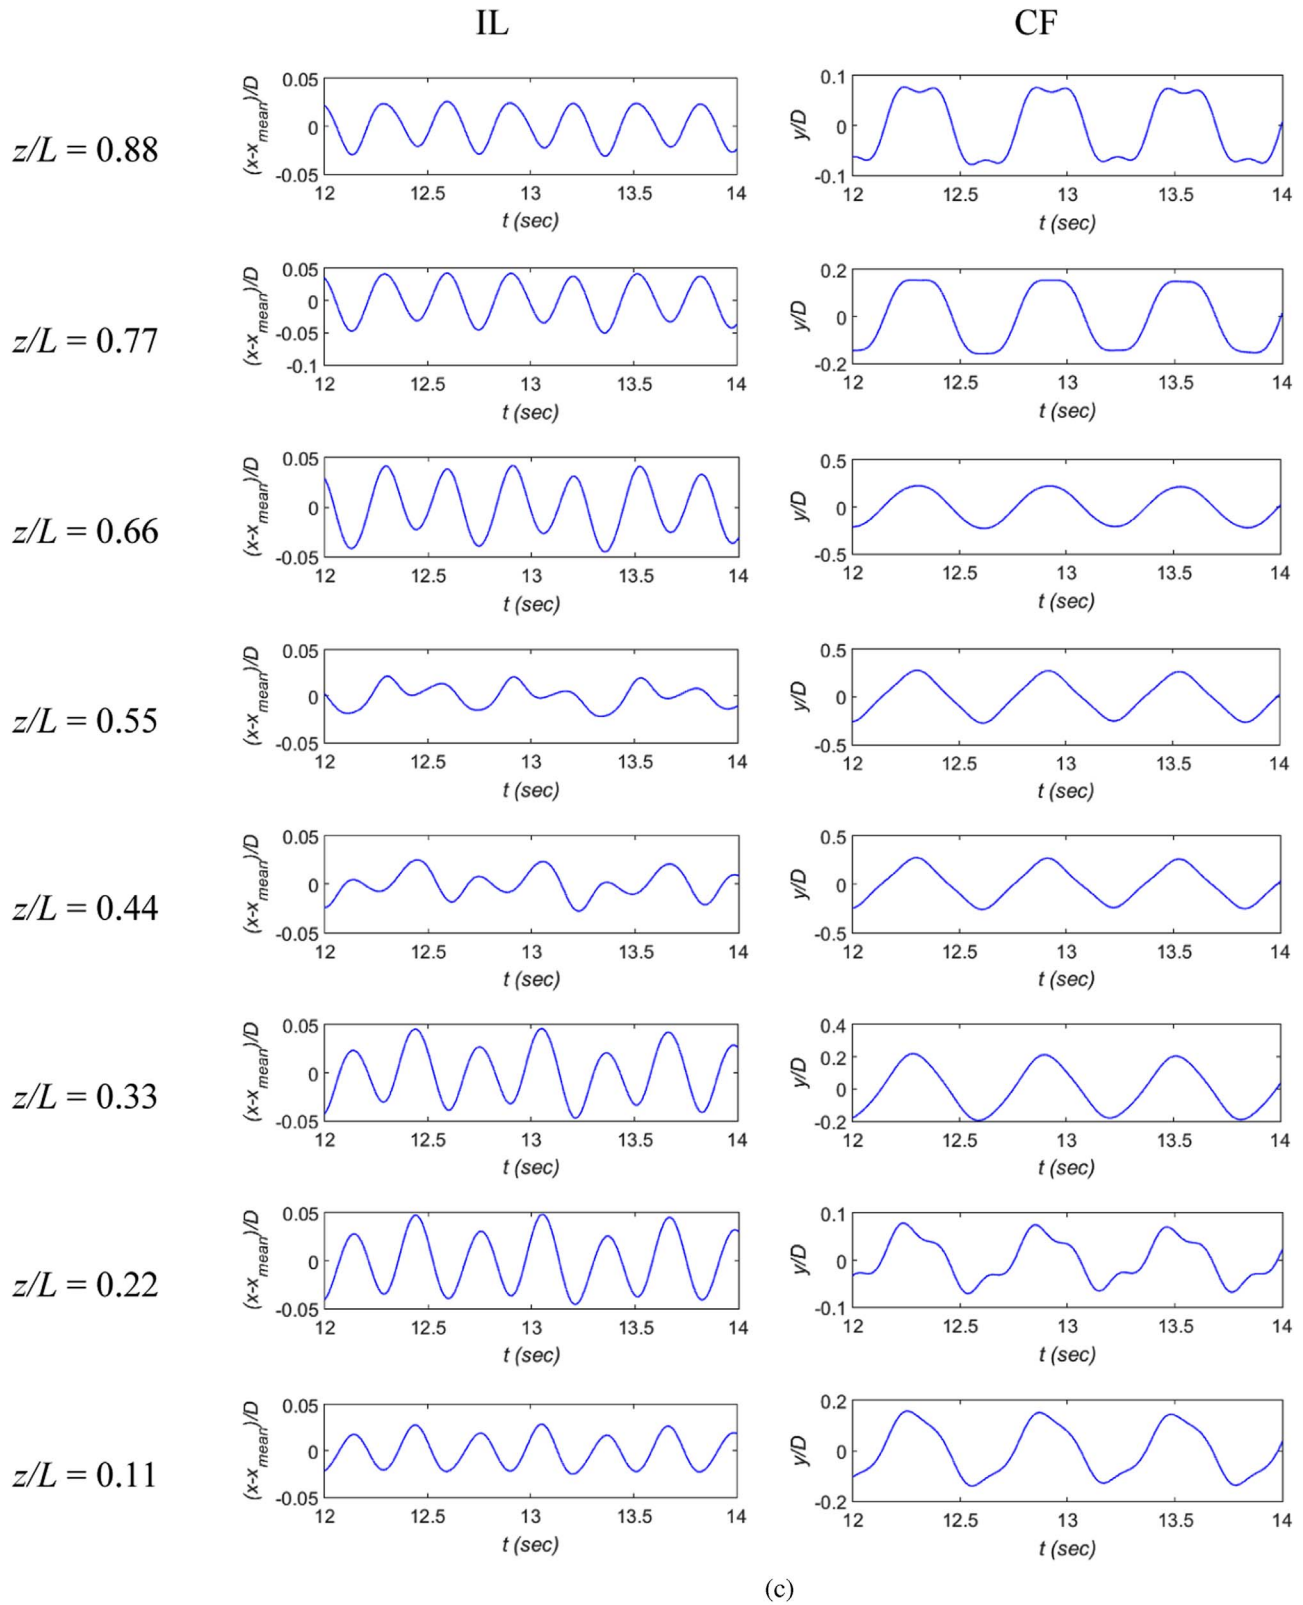 IL CF
z/L = 0.88
(x-x_mean)/D
0.05
0
-0.05
12 12.5 13 13.5 14
t (sec)
y/D
0.1
0
-0.1
12 12.5 13 13.5 14
t (sec)
z/L = 0.77
(x-x_mean)/D
0.05
0
-0.05
-0.1
12 12.5 13 13.5 14
t (sec)
y/D
0.2
0
-0.2
12 12.5 13 13.5 14
t (sec)
z/L = 0.66
(x-x_mean)/D
0.05
0
-0.05
12 12.5 13 13.5 14
t (sec)
y/D
0.5
0
-0.5
12 12.5 13 13.5 14
t (sec)
z/L = 0.55
(x-x_mean)/D
0.05
0
-0.05
12 12.5 13 13.5 14
t (sec)
y/D
0.5
0
-0.5
12 12.5 13 13.5 14
t (sec)
z/L = 0.44
(x-x_mean)/D
0.05
0
-0.05
12 12.5 13 13.5 14
t (sec)
y/D
0.5
0
-0.5
12 12.5 13 13.5 14
t (sec)
z/L = 0.33
(x-x_mean)/D
0.05
0
-0.05
12 12.5 13 13.5 14
t (sec)
y/D
0.4
0.2
0
-0.2
12 12.5 13 13.5 14
t (sec)
z/L = 0.22
(x-x_mean)/D
0.05
0
-0.05
12 12.5 13 13.5 14
t (sec)
y/D
0.1
0
-0.1
12 12.5 13 13.5 14
t (sec)
z/L = 0.11
(x-x_mean)/D
0.05
0
-0.05
12 12.5 13 13.5 14
t (sec)
y/D
0.2
0
-0.2
12 12.5 13 13.5 14
t (sec)
(c)